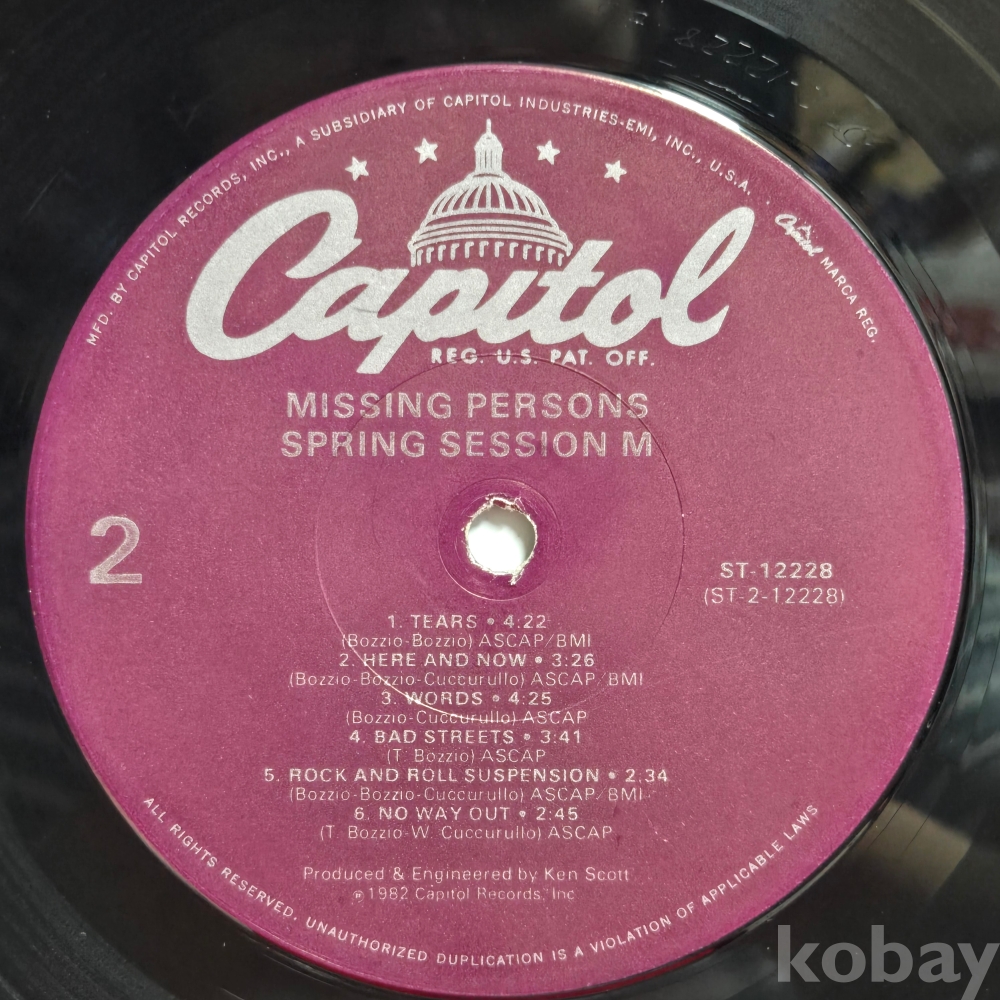 MFD. BY CAPITOL RECORDS, INC., A SUBSIDIARY OF CAPITOL INDUSTRIES-EMI, INC., U.S.A.
Capitol MARCA REG.
Capitol
REG. U.S. PAT. OFF.
MISSING PERSONS
SPRING SESSION M
2
ST-12228
(ST-2-12228)
1. TEARS • 4:22
(Bozzio-Bozzio) ASCAP/BMI
2. HERE AND NOW • 3:26
(Bozzio-Bozzio-Cuccurullo) ASCAP/BMI
3. WORDS • 4:25
(Bozzio-Cuccurullo) ASCAP
4. BAD STREETS • 3:41
(T. Bozzio) ASCAP
5. ROCK AND ROLL SUSPENSION • 2:34
(Bozzio-Bozzio-Cuccurullo) ASCAP/BMI
6. NO WAY OUT • 2:45
(T. Bozzio-W. Cuccurullo) ASCAP
Produced & Engineered by Ken Scott
℗ 1982 Capitol Records, Inc
ALL RIGHTS RESERVED. UNAUTHORIZED DUPLICATION IS A VIOLATION OF APPLICABLE LAWS
kobay